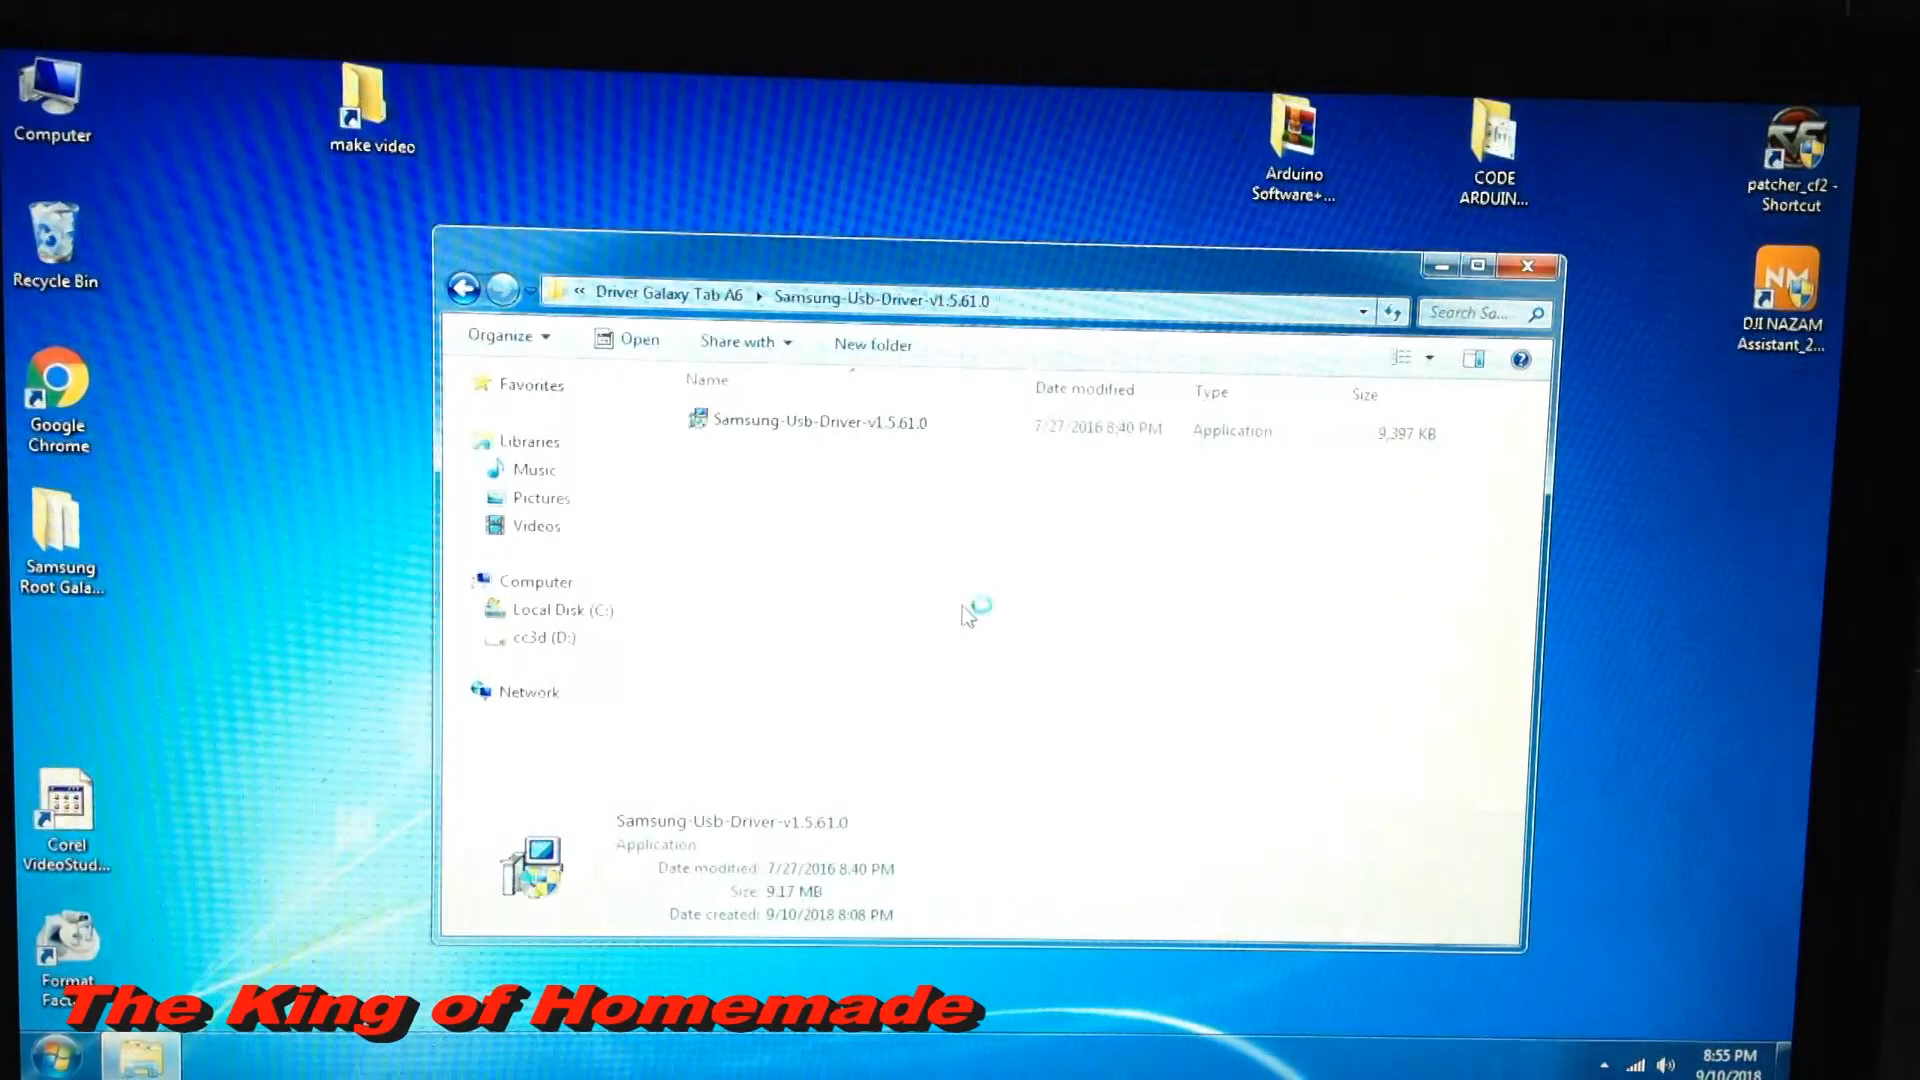 Computer
make video
Arduino
Software+...
CODE
ARDUIN...
patcher_cf2 -
Shortcut
Recycle Bin
DJI NAZAM
Assistant_2...
Google
Chrome
Samsung
Root Gala...
Corel
VideoStud...
Format
Fact
« Driver Galaxy Tab A6 Samsung-Usb-Driver-v1.5.61.0
Search Sa...
Organize Open Share with New folder
Name Date modified Type Size
Samsung-Usb-Driver-v1.5.61.0 7/27/2016 8:40 PM Application 9,397 KB
Favorites
Libraries
Music
Pictures
Videos
Computer
Local Disk (C:)
cc3d (D:)
Network
Samsung-Usb-Driver-v1.5.61.0
Application
Date modified: 7/27/2016 8:40 PM
Size: 9.17 MB
Date created: 9/10/2018 8:08 PM
The King of Homemade
8:55 PM
9/10/2018